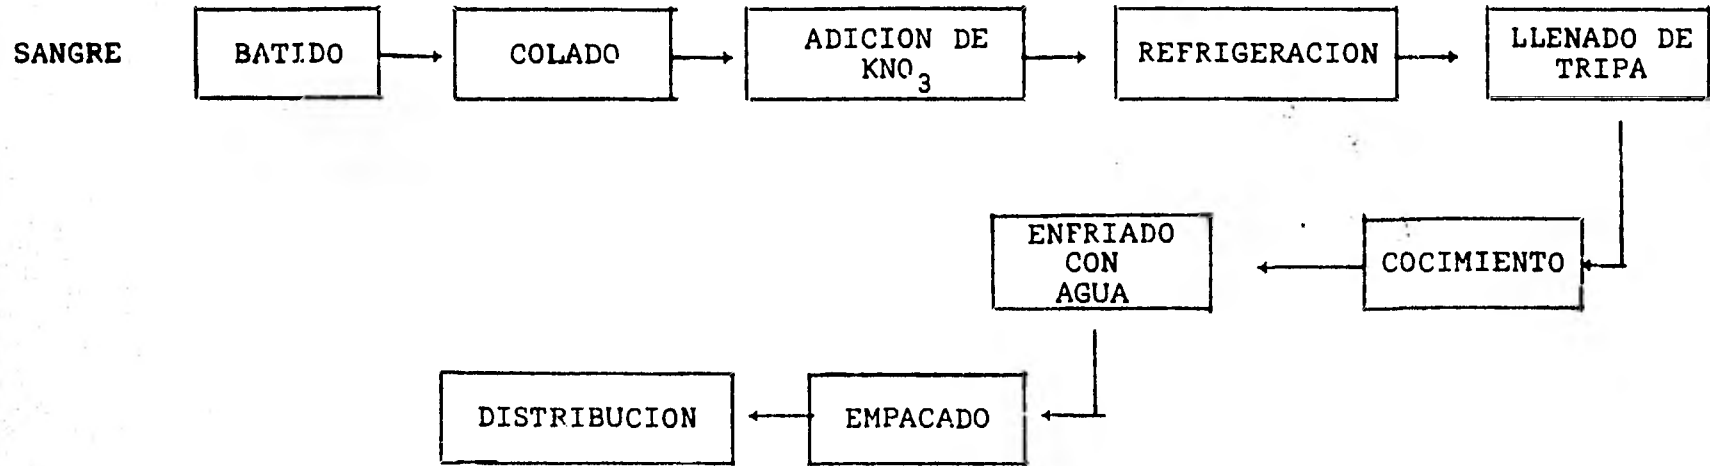 SANGRE
BATIDO
COLADO
ADICION DE
KNO3
REFRIGERACION
LLENADO DE
TRIPA
ENFRIADO
CON
AGUA
COCIMIENTO
DISTRIBUCION
EMPACADO